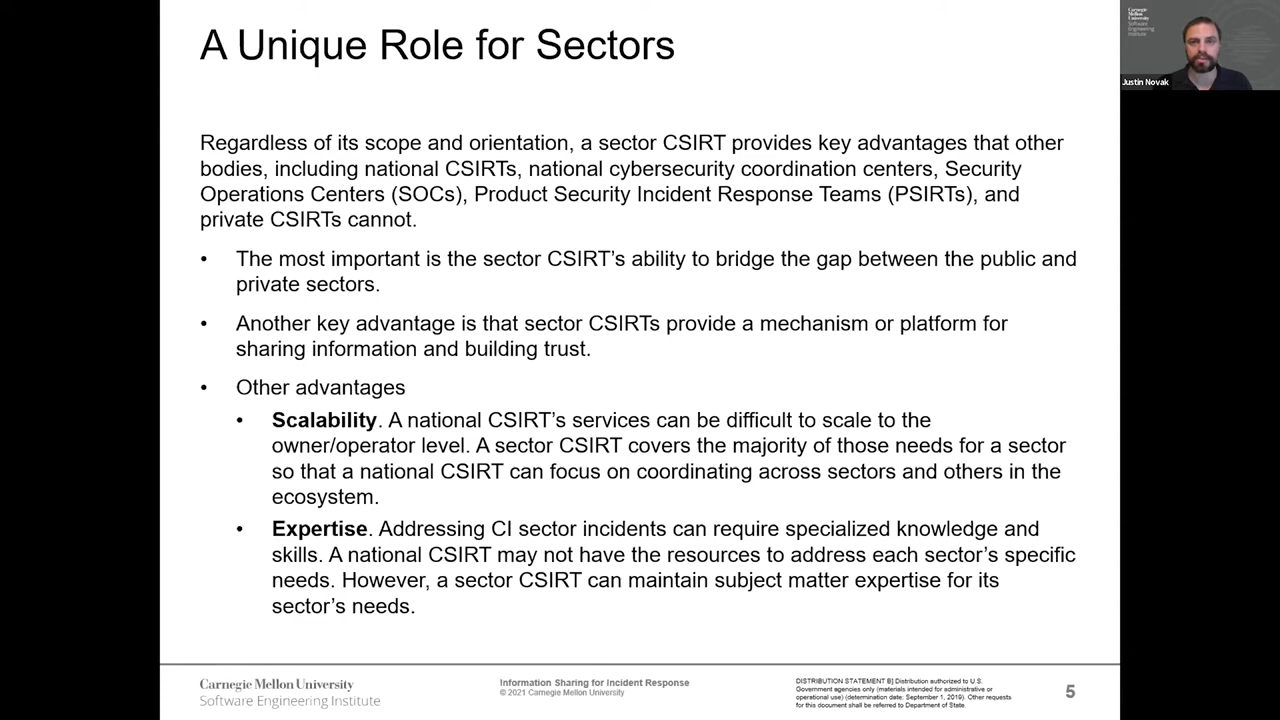 A Unique Role for Sectors
Carnegie
Mellon
University
Software
Engineering
Institute
Justin Novak
Regardless of its scope and orientation, a sector CSIRT provides key advantages that other
bodies, including national CSIRTs, national cybersecurity coordination centers, Security
Operations Centers (SOCs), Product Security Incident Response Teams (PSIRTs), and
private CSIRTs cannot.
• The most important is the sector CSIRT’s ability to bridge the gap between the public and
private sectors.
• Another key advantage is that sector CSIRTs provide a mechanism or platform for
sharing information and building trust.
• Other advantages
• Scalability. A national CSIRT’s services can be difficult to scale to the
owner/operator level. A sector CSIRT covers the majority of those needs for a sector
so that a national CSIRT can focus on coordinating across sectors and others in the
ecosystem.
• Expertise. Addressing CI sector incidents can require specialized knowledge and
skills. A national CSIRT may not have the resources to address each sector’s specific
needs. However, a sector CSIRT can maintain subject matter expertise for its
sector’s needs.
Carnegie Mellon University
Software Engineering Institute
Information Sharing for Incident Response
© 2021 Carnegie Mellon University
DISTRIBUTION STATEMENT B] Distribution authorized to U.S.
Government agencies only (materials intended for administrative or
operational use) (determination date: September 1, 2019). Other requests
for this document shall be referred to Department of State.
5